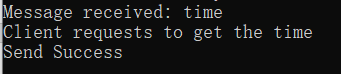 Message received: time
Client requests to get the time
Send Success